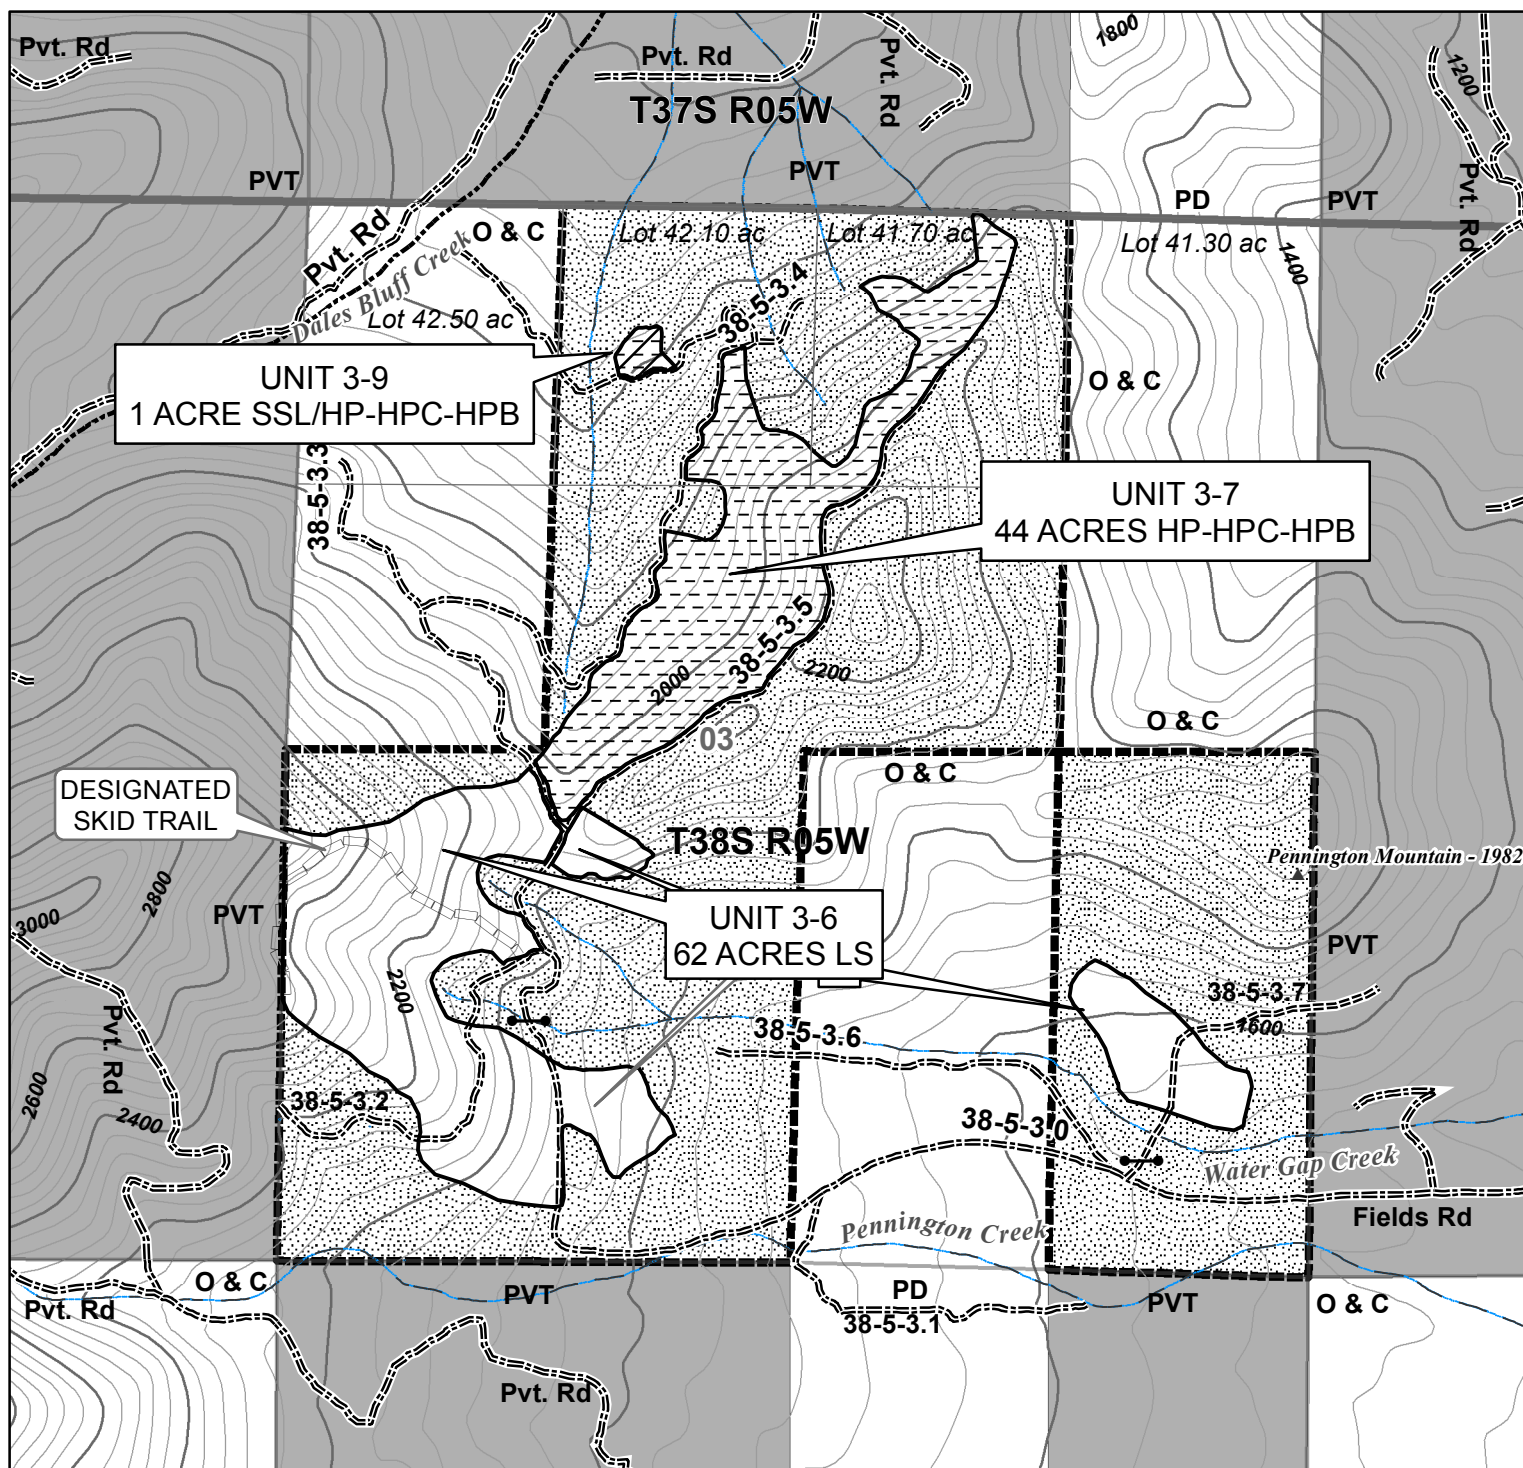 1800
Pvt. Rd
Pvt. Rd
Pvt. Rd
1200
T37S R05W
PVT
PVT
PD
PVT
Pvt. Rd
Pvt. Rd
O & C
Lot 42.10 ac
Lot 41.70 ac
Lot 41.30 ac
1400
Dales Bluff Creek
Lot 42.50 ac
38-5-3.4
UNIT 3-9
1 ACRE SSL/HP-HPC-HPB
O & C
38-5-3.3
UNIT 3-7
44 ACRES HP-HPC-HPB
38-5-3.5
2000
2200
03
O & C
O & C
DESIGNATED
SKID TRAIL
T38S R05W
Pennington Mountain - 1982
2800
3000
PVT
UNIT 3-6
62 ACRES LS
PVT
2200
38-5-3.7
1600
38-5-3.6
Pvt. Rd
2600
2400
38-5-3.2
38-5-3.0
Water Gap Creek
Fields Rd
Pennington Creek
O & C
PVT
PD
PVT
O & C
Pvt. Rd
38-5-3.1
Pvt. Rd